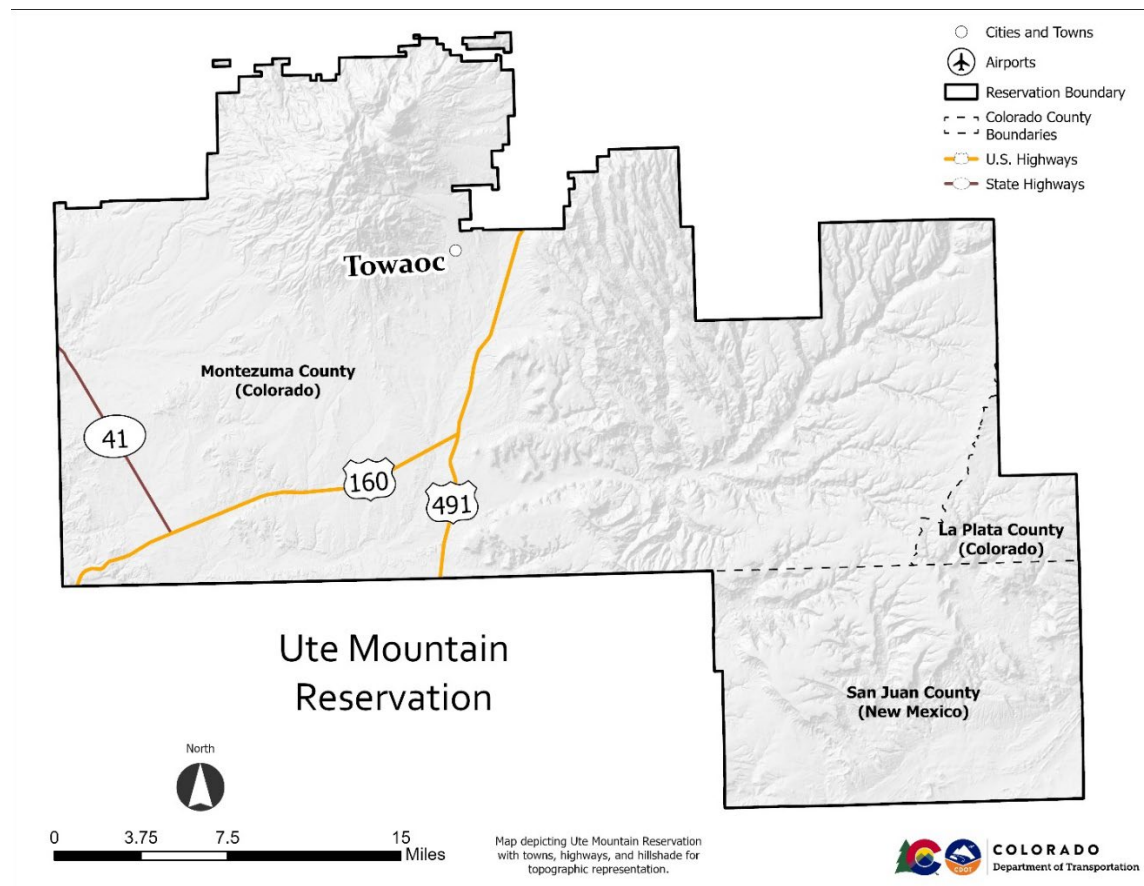 Cities and Towns
Airports
Reservation Boundary
Colorado County
Boundaries
U.S. Highways
State Highways
Towaoc
Montezuma County
(Colorado)
41
160
491
La Plata County
(Colorado)
San Juan County
(New Mexico)
Ute Mountain
Reservation
North
0 3.75 7.5 15
Miles
Map depicting Ute Mountain Reservation
with towns, highways, and hillshade for
topographic representation.
CDOT
COLORADO
Department of Transportation